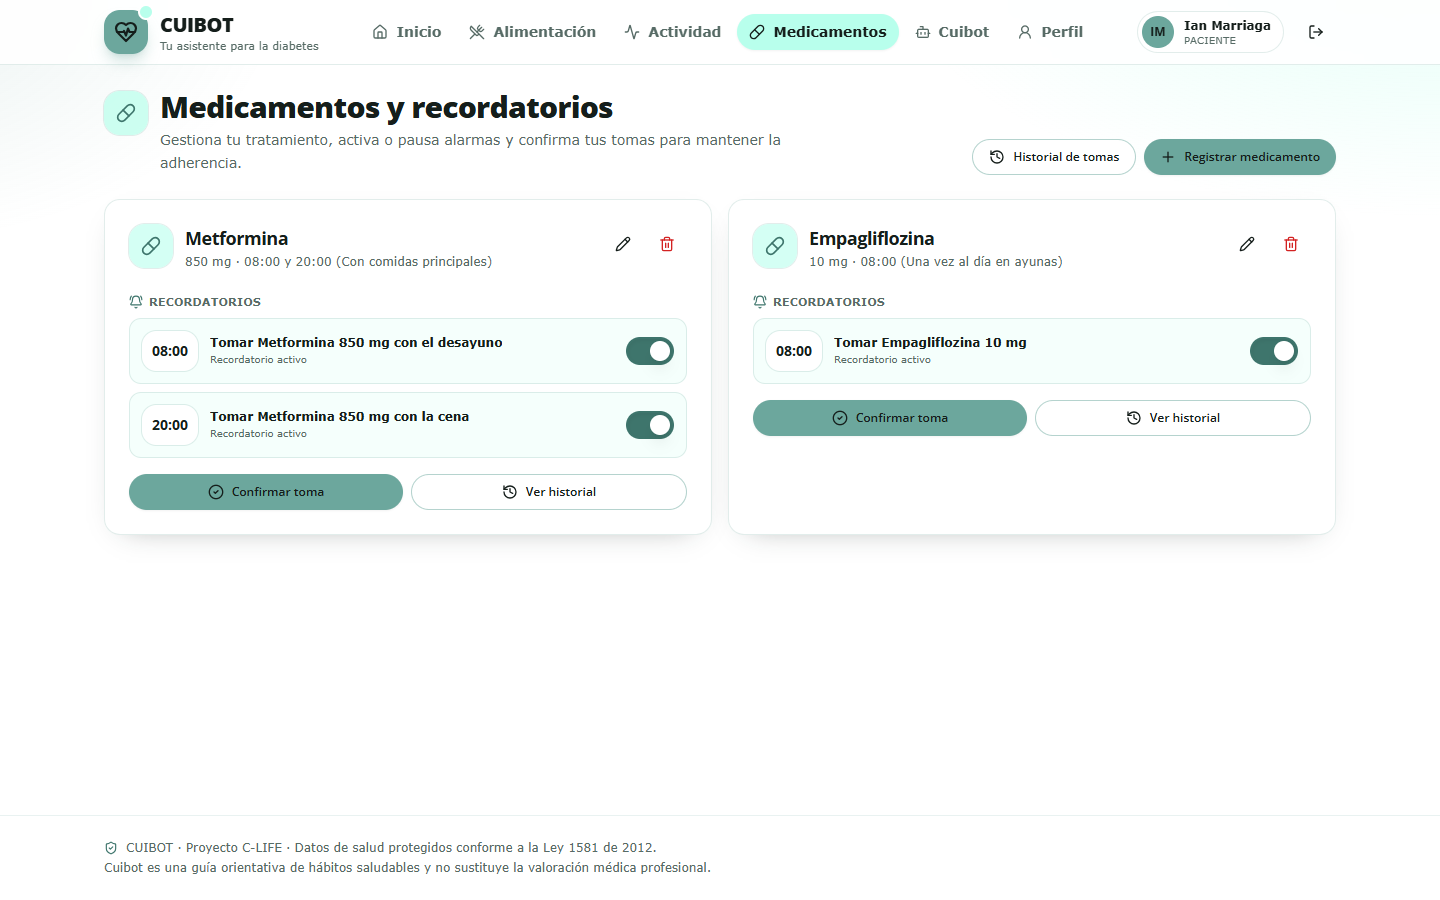 CUIBOT
Tu asistente para la diabetes
Inicio
Alimentación
Actividad
Medicamentos
Cuibot
Perfil
IM
Ian Marriaga
PACIENTE
Medicamentos y recordatorios
Gestiona tu tratamiento, activa o pausa alarmas y confirma tus tomas para mantener la
adherencia.
Historial de tomas
Registrar medicamento
Metformina
850 mg · 08:00 y 20:00 (Con comidas principales)
RECORDATORIOS
08:00
Tomar Metformina 850 mg con el desayuno
Recordatorio activo
20:00
Tomar Metformina 850 mg con la cena
Recordatorio activo
Confirmar toma
Ver historial
Empagliflozina
10 mg · 08:00 (Una vez al día en ayunas)
RECORDATORIOS
08:00
Tomar Empagliflozina 10 mg
Recordatorio activo
Confirmar toma
Ver historial
CUIBOT · Proyecto C-LIFE · Datos de salud protegidos conforme a la Ley 1581 de 2012.
Cuibot es una guía orientativa de hábitos saludables y no sustituye la valoración médica profesional.